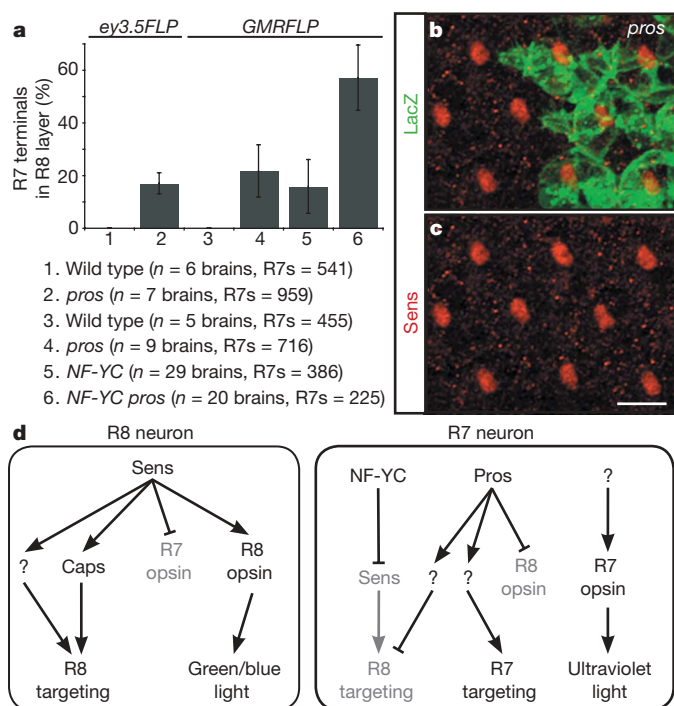 a
ey3.5FLP GMRFLP
R7 terminals
in R8 layer (%)
60
40
20
0
1 2 3 4 5 6
1. Wild type (n = 6 brains, R7s = 541)
2. pros (n = 7 brains, R7s = 959)
3. Wild type (n = 5 brains, R7s = 455)
4. pros (n = 9 brains, R7s = 716)
5. NF-YC (n = 29 brains, R7s = 386)
6. NF-YC pros (n = 20 brains, R7s = 225)
b pros
LacZ
c
Sens
d
R8 neuron
Sens
? Caps R7 R8
opsin opsin
R8 Green/blue
targeting light
R7 neuron
NF-YC Pros ?
Sens ? ? R8 R7
opsin opsin
R8 R7 Ultraviolet
targeting targeting light